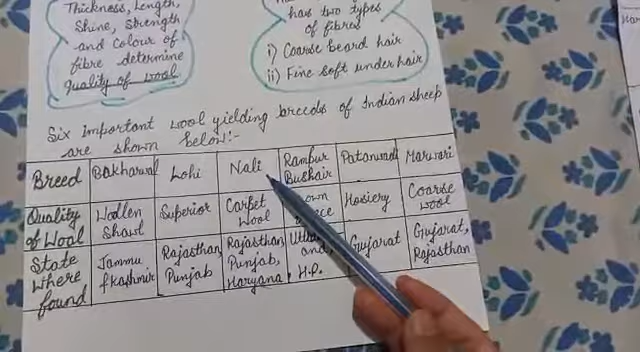 Thickness, Length,
Shine, Strength
and Colour of
fibre determine
quality of wool
has two types
of fibres
i) Coarse beard hair
ii) Fine soft under hair
Six Important wool yielding breeds of Indian sheep
are shown below:-
Breed Bakharwal Lohi Nali Rampur Bushair Patanwadi Marwari
Quality of Wool Wollen Shawl Superior Carpet Wool Hosiery Coarse wool
State where found Jammu & Kashmir Rajasthan, Punjab Rajasthan, Punjab, Haryana and H.P. Gujarat Gujarat, Rajasthan